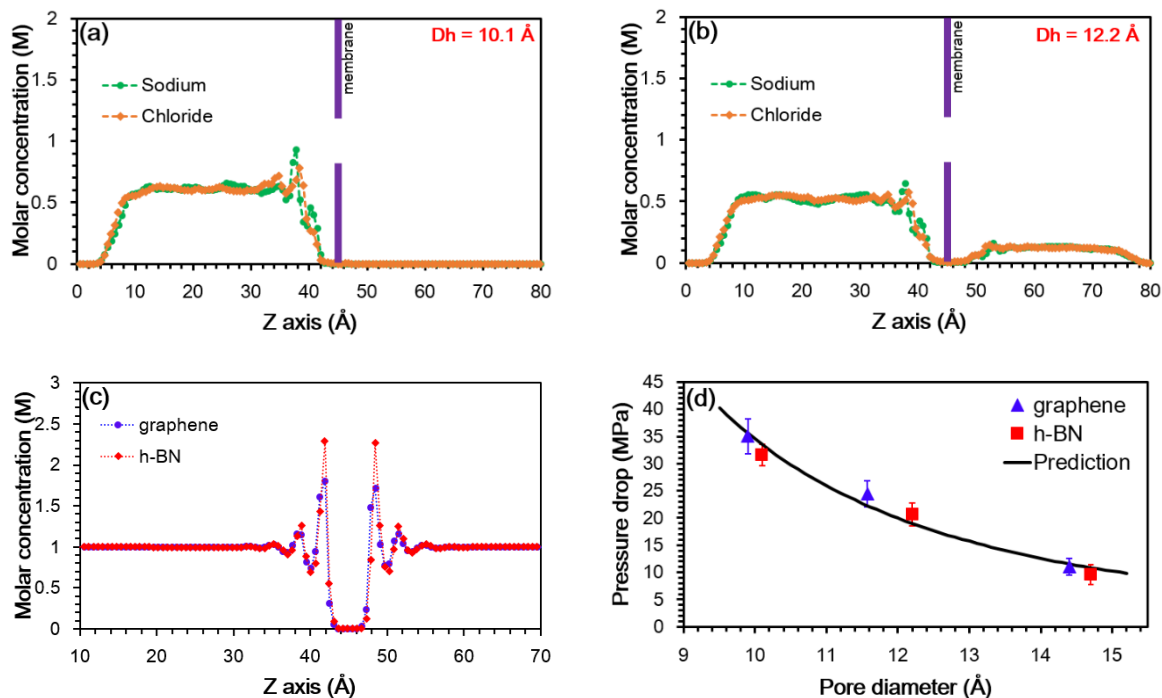 (a)
Dh = 10.1 Å
membrane
Sodium
Chloride
Molar concentration (M)
2
1.5
1
0.5
0
0 10 20 30 40 50 60 70 80
Z axis (Å)
(b)
Dh = 12.2 Å
membrane
Sodium
Chloride
Molar concentration (M)
2
1.5
1
0.5
0
0 10 20 30 40 50 60 70 80
Z axis (Å)
(c)
graphene
h-BN
Molar concentration (M)
3
2.5
2
1.5
1
0.5
0
10 20 30 40 50 60 70
Z axis (Å)
(d)
graphene
h-BN
Prediction
Pressure drop (MPa)
45
40
35
30
25
20
15
10
5
0
9 10 11 12 13 14 15
Pore diameter (Å)